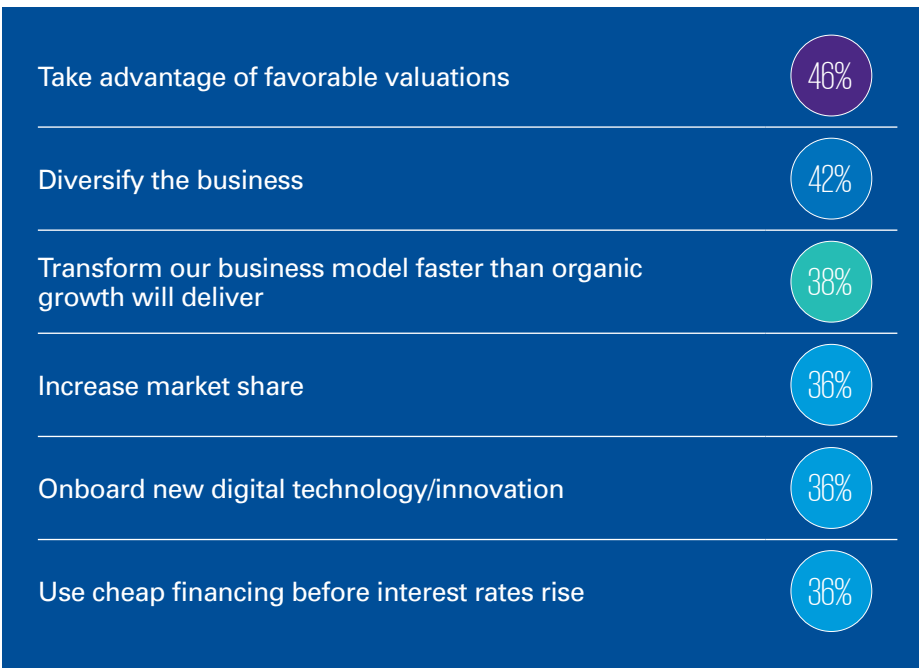 Take advantage of favorable valuations 46%
Diversify the business 42%
Transform our business model faster than organic
growth will deliver 38%
Increase market share 36%
Onboard new digital technology/innovation 36%
Use cheap financing before interest rates rise 36%